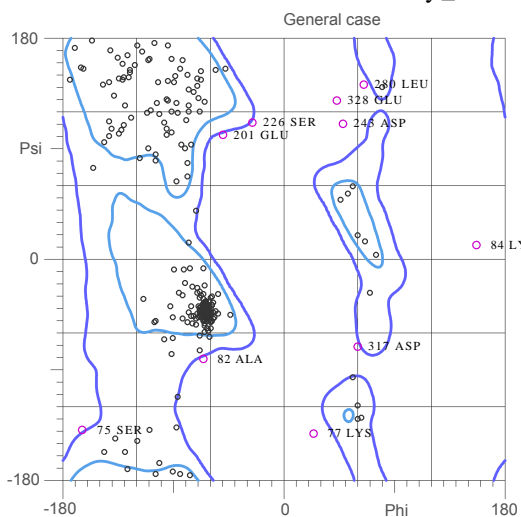 General case
180
280 LEU
328 GLU
226 SER
243 ASP
201 GLU
Psi
0
84
317 ASP
82 ALA
75 SER
77 LYS
-180
-180
0
Phi
180